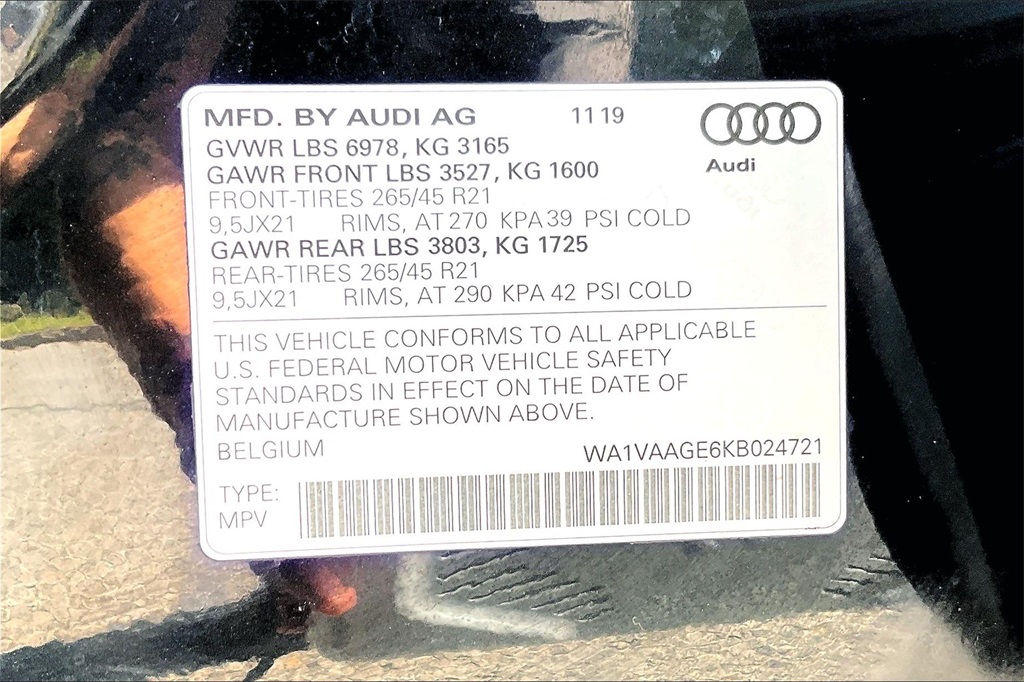 MFD. BY AUDI AG 11 19
Audi
GVWR LBS 6978, KG 3165
GAWR FRONT LBS 3527, KG 1600
FRONT-TIRES 265/45 R21
9,5JX21 RIMS, AT 270 KPA 39 PSI COLD
GAWR REAR LBS 3803, KG 1725
REAR-TIRES 265/45 R21
9,5JX21 RIMS, AT 290 KPA 42 PSI COLD
THIS VEHICLE CONFORMS TO ALL APPLICABLE
U.S. FEDERAL MOTOR VEHICLE SAFETY
STANDARDS IN EFFECT ON THE DATE OF
MANUFACTURE SHOWN ABOVE.
BELGIUM WA1VAAGE6KB024721
TYPE:
MPV